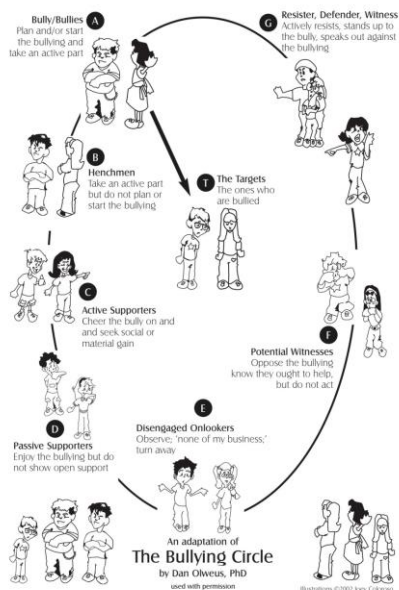 A
Bully/Bullies
Plan and/or start
the bullying and
take an active part
G
Resister, Defender, Witness
Actively resists, stands up to
the bully, speaks out against
the bullying
B
Henchmen
Take an active part
but do not plan or
start the bullying
T
The Targets
The ones who
are bullied
C
Active Supporters
Cheer the bully on and
and seek social or
material gain
F
Potential Witnesses
Oppose the bullying
know they ought to help,
but do not act
D
Passive Supporters
Enjoy the bullying but do
not show open support
E
Disengaged Onlookers
Observe; 'none of my business;'
turn away
An adaptation of
The Bullying Circle
by Dan Olweus, PhD
used with permission
Illustrations ©2002 Joey Coloroso